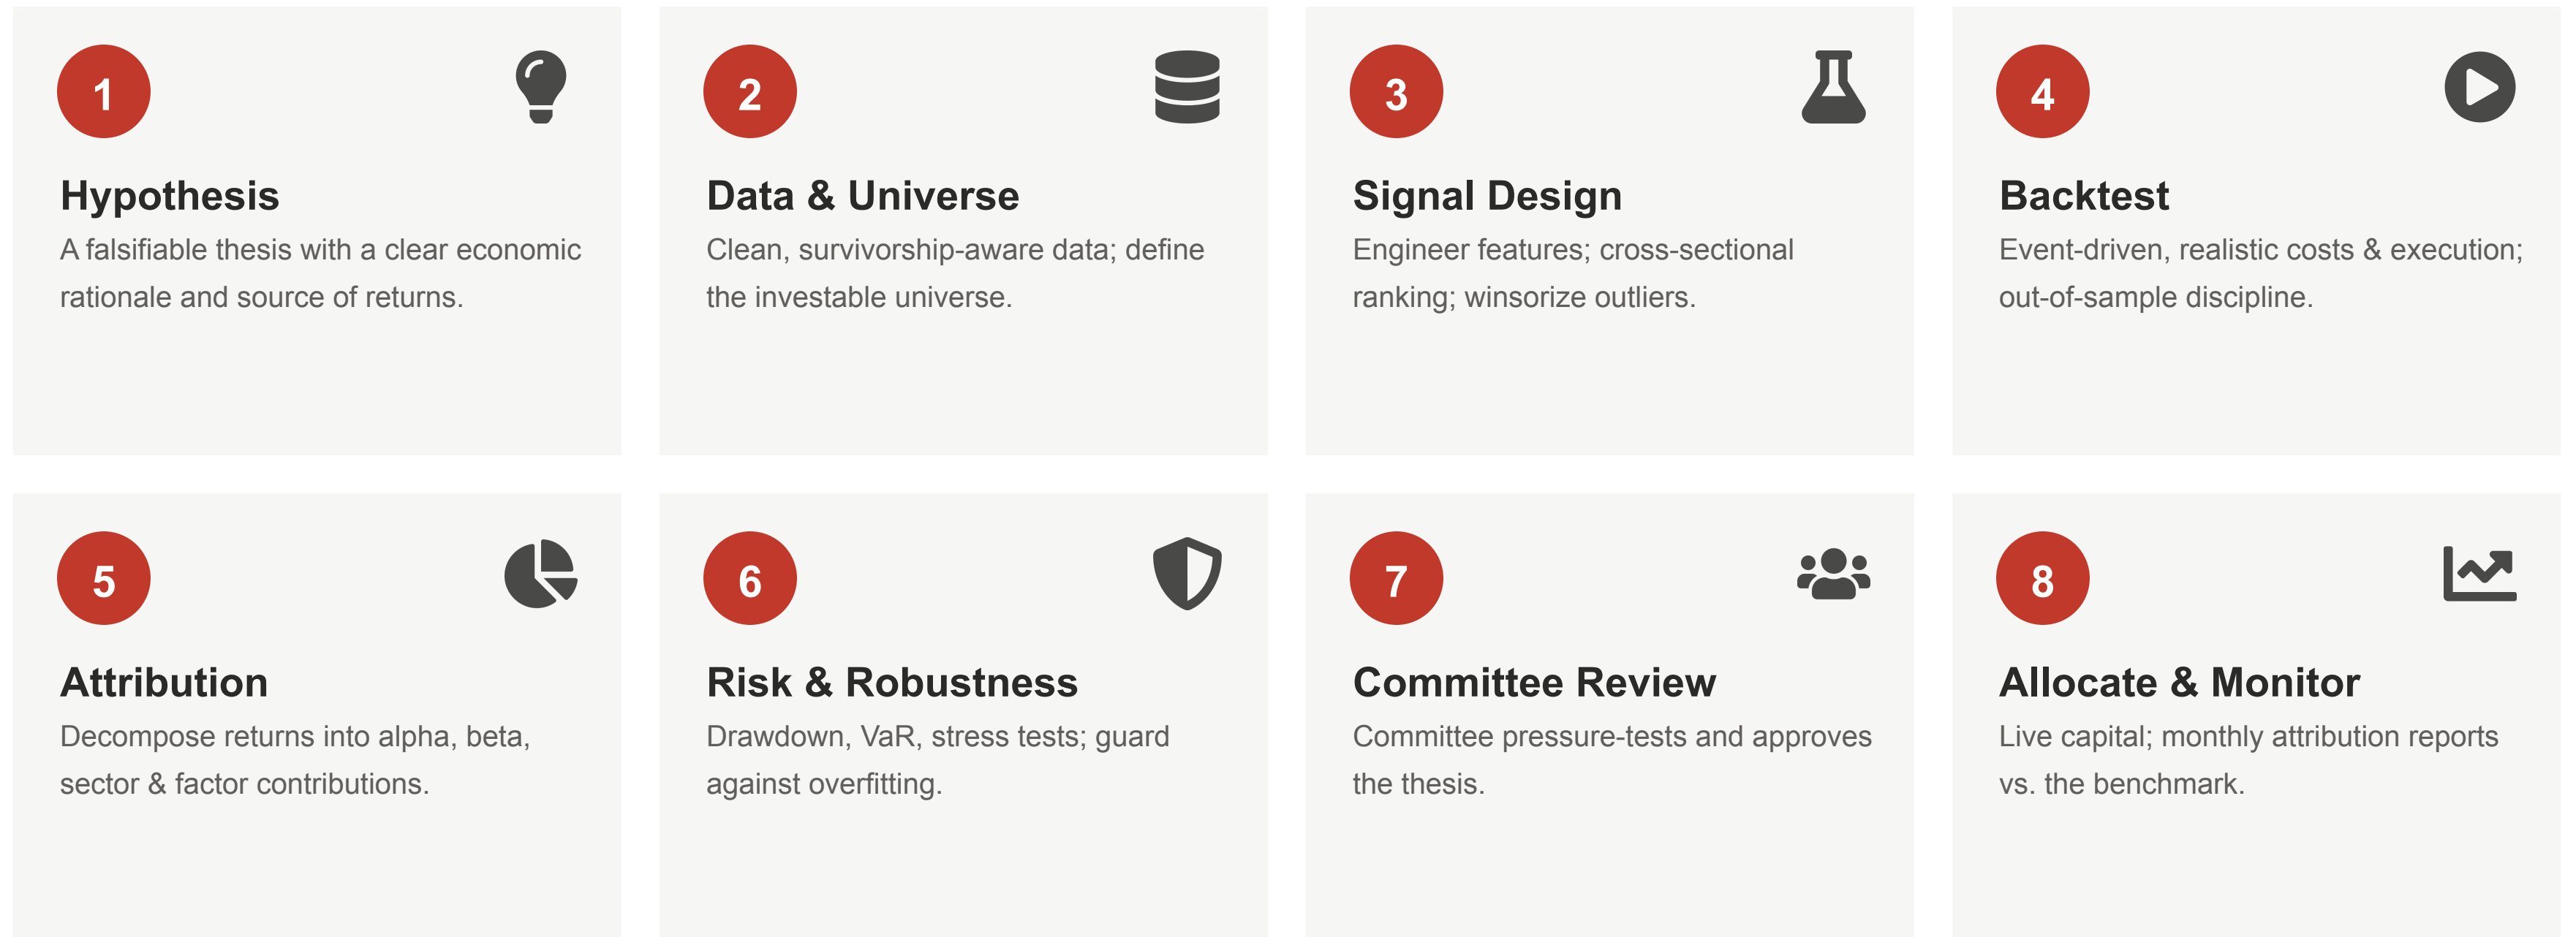 1
Hypothesis
A falsifiable thesis with a clear economic
rationale and source of returns.
2
Data & Universe
Clean, survivorship-aware data; define
the investable universe.
3
Signal Design
Engineer features; cross-sectional
ranking; winsorize outliers.
4
Backtest
Event-driven, realistic costs & execution;
out-of-sample discipline.
5
Attribution
Decompose returns into alpha, beta,
sector & factor contributions.
6
Risk & Robustness
Drawdown, VaR, stress tests; guard
against overfitting.
7
Committee Review
Committee pressure-tests and approves
the thesis.
8
Allocate & Monitor
Live capital; monthly attribution reports
vs. the benchmark.